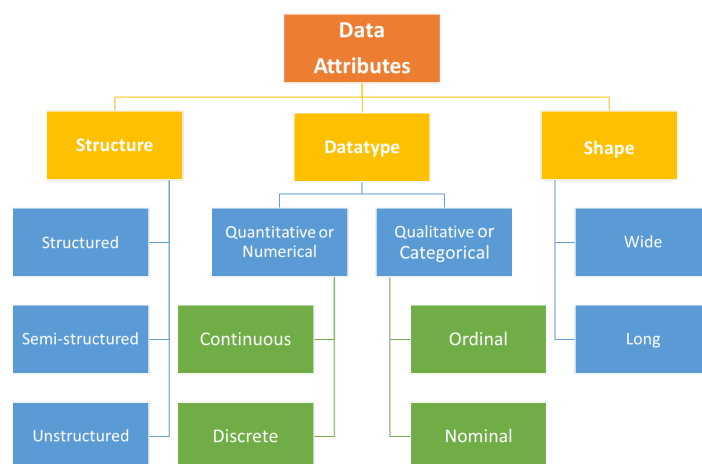 Data
Attributes
Structure
Datatype
Shape
Structured
Quantitative or
Numerical
Qualitative or
Categorical
Wide
Semi-structured
Continuous
Ordinal
Long
Unstructured
Discrete
Nominal